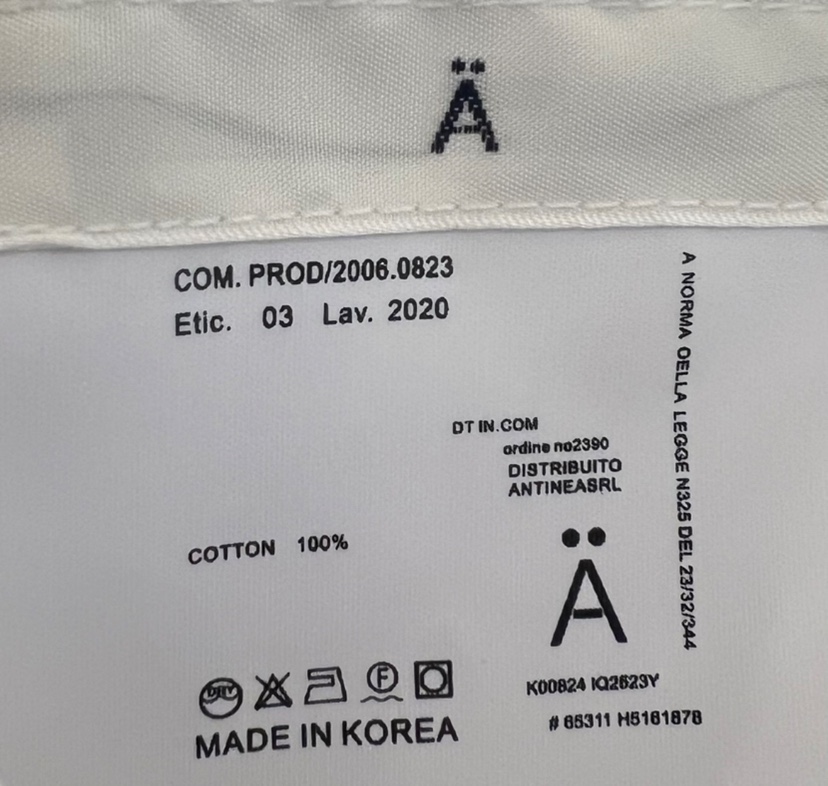 Ä
COM. PROD/2006.0823
Etic. 03 Lav. 2020
A NORMA OELLA LEGGE N325 DEL 23/32/344
DT IN.COM
ordine no2390
DISTRIBUITO
ANTINEASRL
COTTON 100%
Ä
DRY F
K00824 IQ2623Y
# 65311 H5161878
MADE IN KOREA